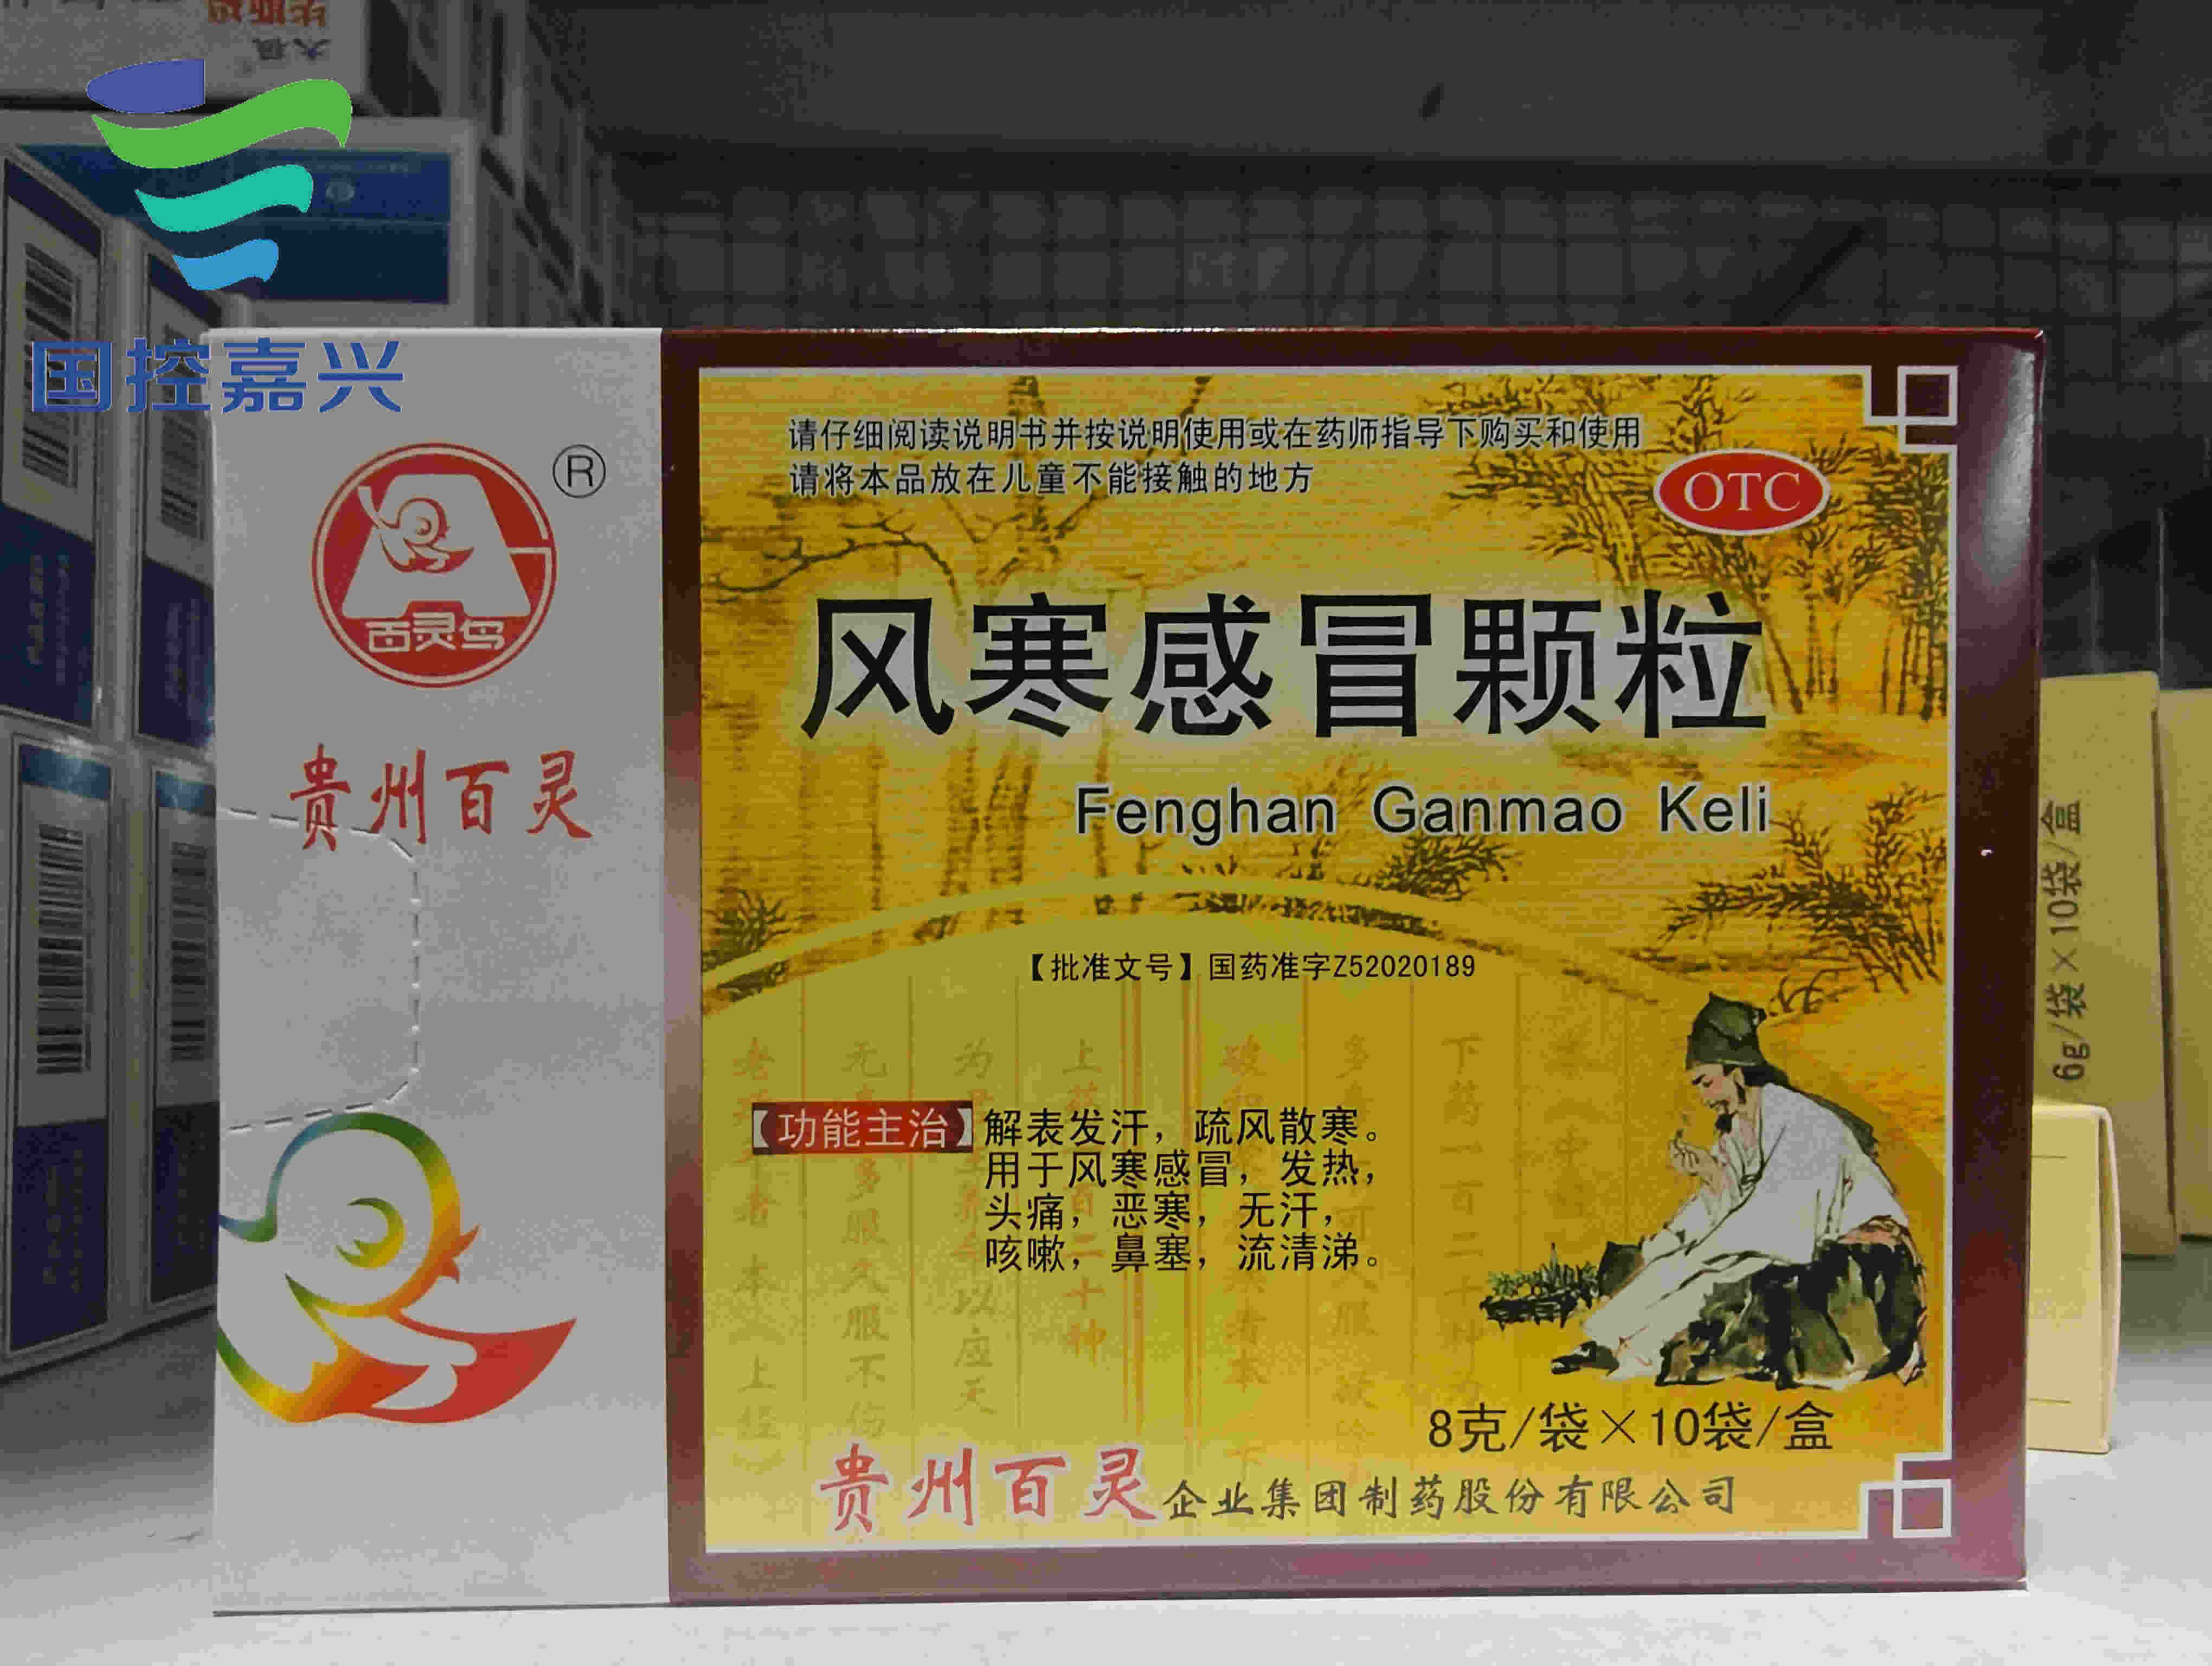 国控嘉兴
百灵鸟
®
贵州百灵
请仔细阅读说明书并按说明使用或在药师指导下购买和使用
请将本品放在儿童不能接触的地方
OTC
风寒感冒颗粒
Fenghan Ganmao Keli
【批准文号】国药准字Z52020189
【功能主治】解表发汗，疏风散寒。
用于风寒感冒，发热，
头痛，恶寒，无汗，
咳嗽，鼻塞，流清涕。
8克/袋×10袋/盒
贵州百灵企业集团制药股份有限公司
6g/袋×10袋/盒